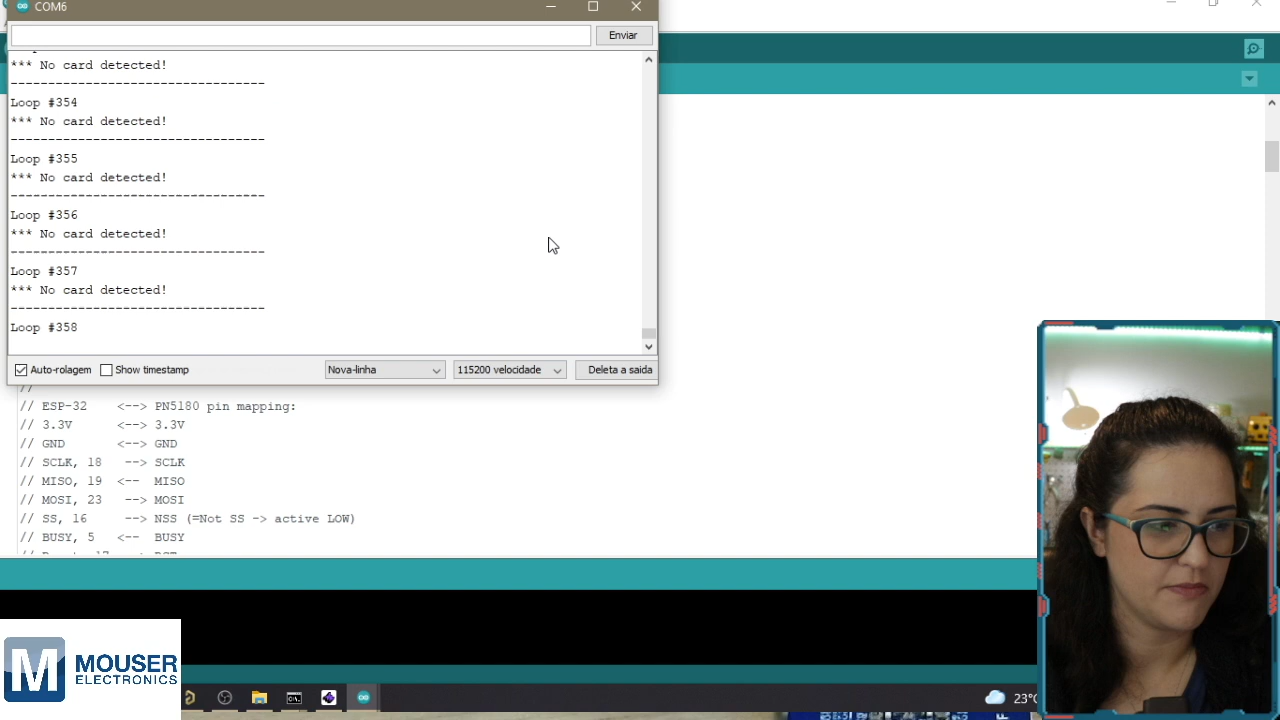 COM6
Enviar
*** No card detected!
----------------------------------
Loop #354
*** No card detected!
----------------------------------
Loop #355
*** No card detected!
----------------------------------
Loop #356
*** No card detected!
----------------------------------
Loop #357
*** No card detected!
----------------------------------
Loop #358
Auto-rolagem
Show timestamp
Nova-linha
115200 velocidade
Deleta a saida
//
// ESP-32 <--> PN5180 pin mapping:
// 3.3V <--> 3.3V
// GND <--> GND
// SCLK, 18 --> SCLK
// MISO, 19 <-- MISO
// MOSI, 23 --> MOSI
// SS, 16 --> NSS (=Not SS -> active LOW)
// BUSY, 5 <-- BUSY
M MOUSER
ELECTRONICS
23°